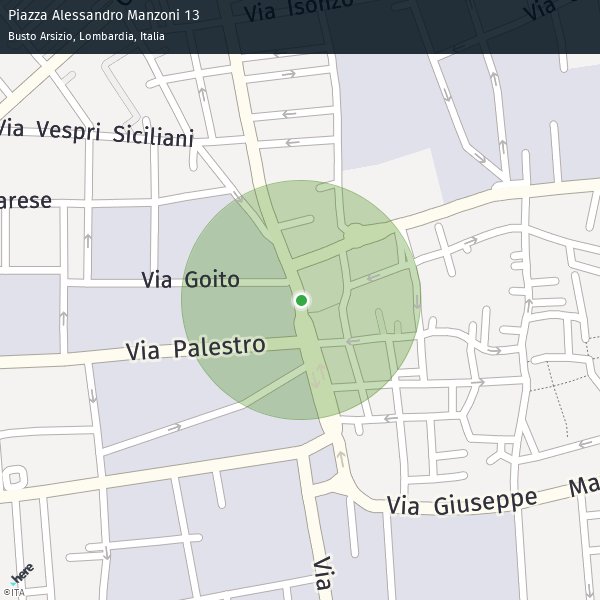 Piazza Alessandro Manzoni 13
Busto Arsizio, Lombardia, Italia
Via Isonzo
Via
Via Vespri Siciliani
arese
Via Goito
Via Palestro
Via Giuseppe Ma
Via
here
©ITA